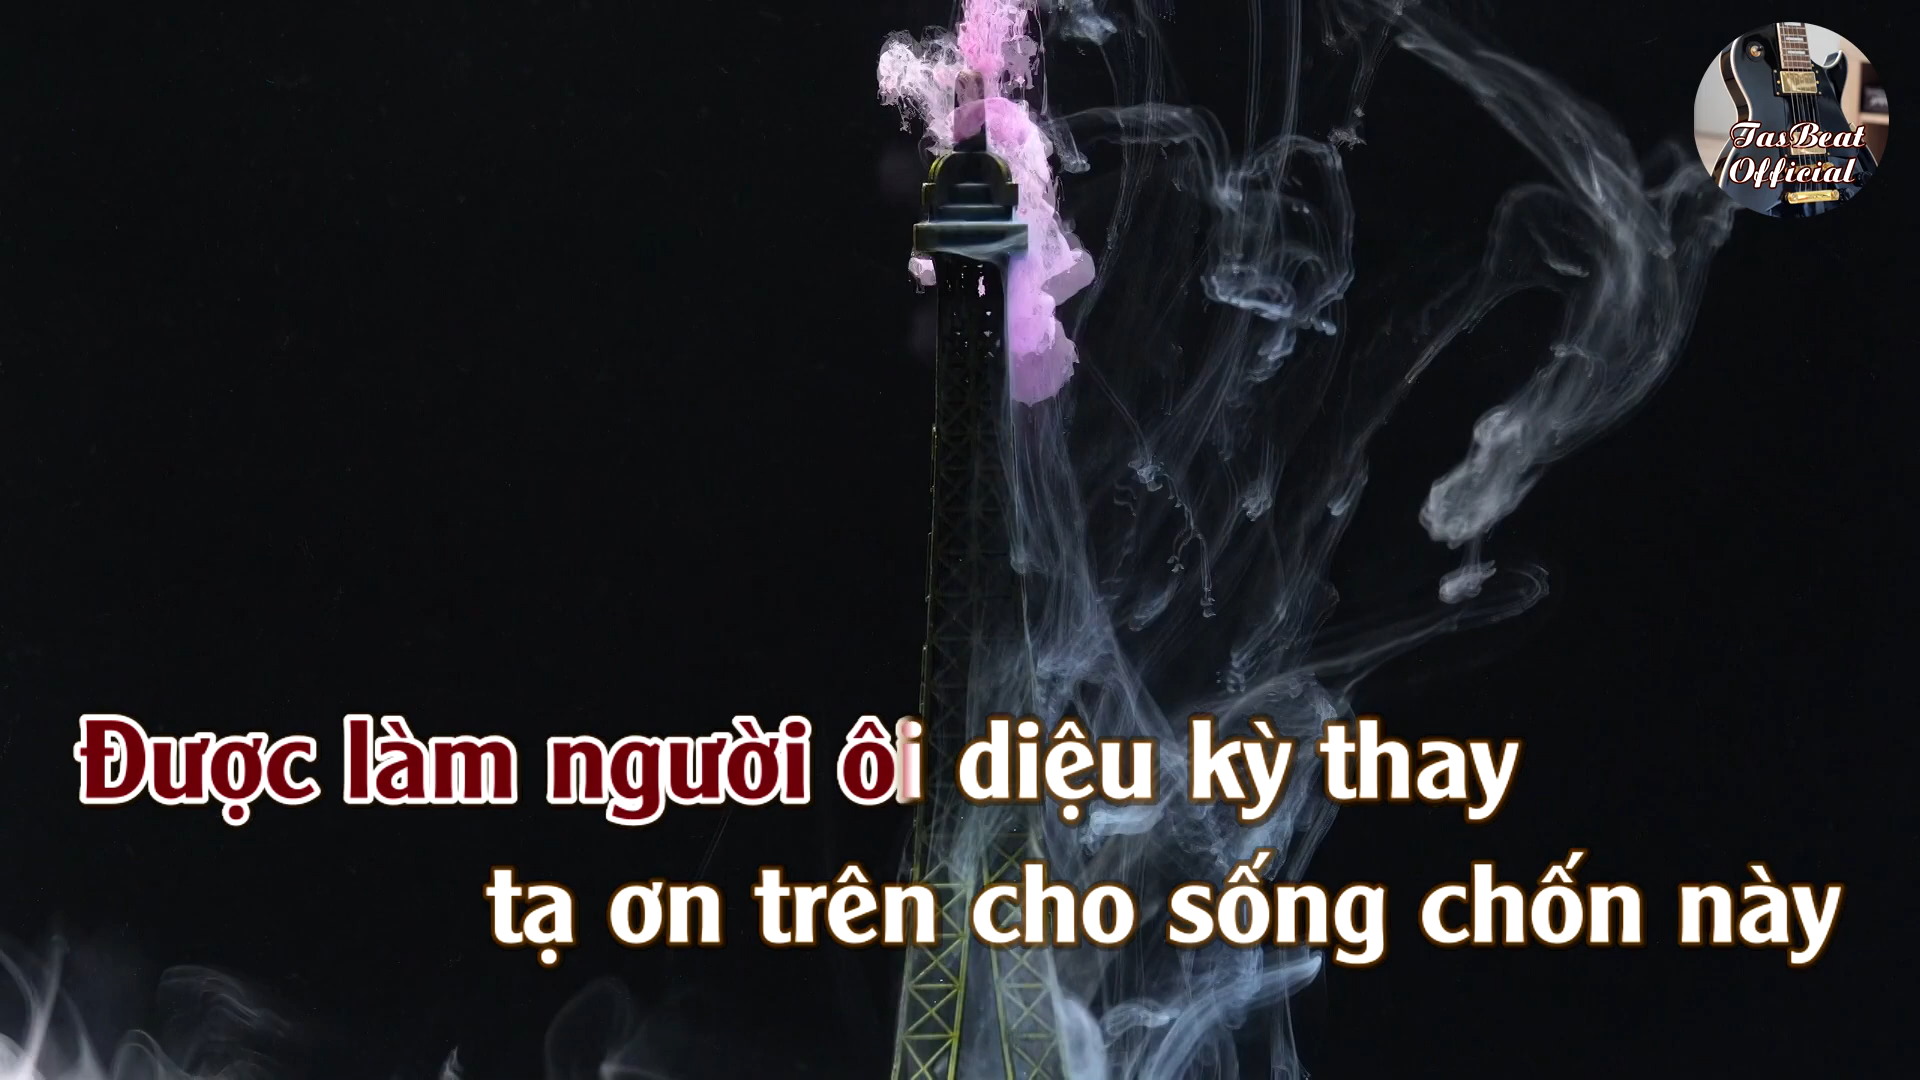 TasBeat
Official
Được làm người ôi diệu kỳ thay
tạ ơn trên cho sống chốn này